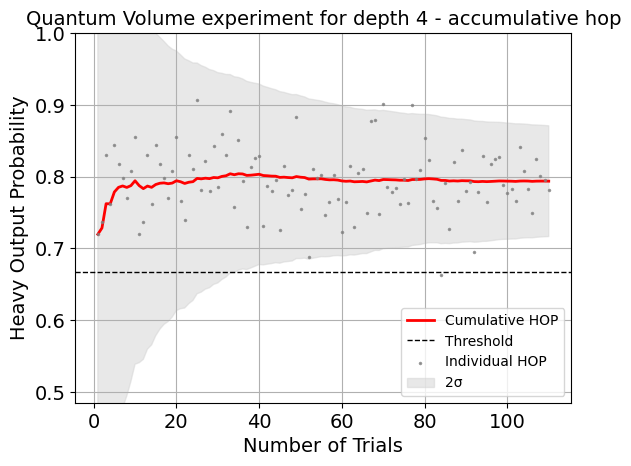 Quantum Volume experiment for depth 4 - accumulative hop
1.0
0.9
0.8
0.7
0.6
0.5
Heavy Output Probability
Cumulative HOP
Threshold
Individual HOP
2σ
0 20 40 60 80 100
Number of Trials